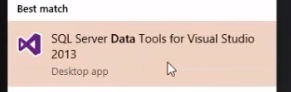 Best match
SQL Server Data Tools for Visual Studio
2013
Desktop app